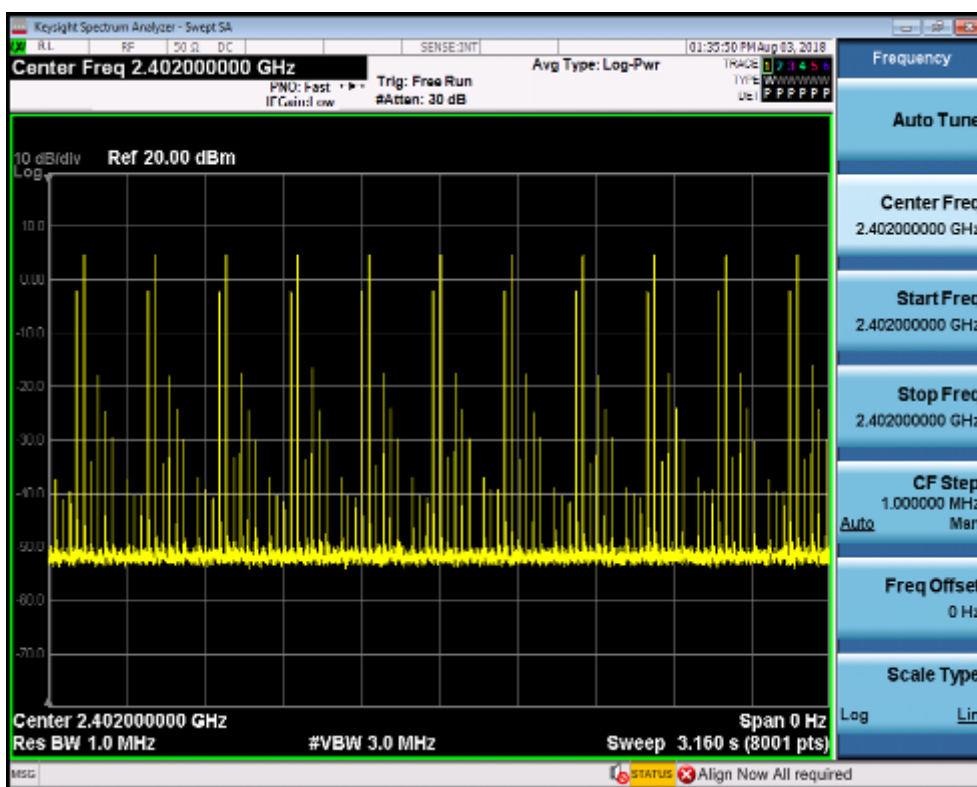 Keysight Spectrum Analyzer - Swept SA
RL RF 50 Ω DC SENSE:INT 01:35:50 PM Aug 03, 2018
Center Freq 2.402000000 GHz
Avg Type: Log-Pwr
TRACE 1 2 3 4 5 6
PNO: Fast
Trig: Free Run
TYPE WWWWWW
IFGain:Low
#Atten: 30 dB
DET P P P P P P
10 dB/div Ref 20.00 dBm
Log
10.0
0.00
-10.0
-20.0
-30.0
-40.0
-50.0
-60.0
-70.0
Center 2.402000000 GHz Span 0 Hz
Res BW 1.0 MHz #VBW 3.0 MHz Sweep 3.160 s (8001 pts)
MSG STATUS Align Now All required
Frequency
Auto Tune
Center Freq
2.402000000 GHz
Start Freq
2.402000000 GHz
Stop Freq
2.402000000 GHz
CF Step
1.000000 MHz
Auto Man
Freq Offset
0 Hz
Scale Type
Log Lin